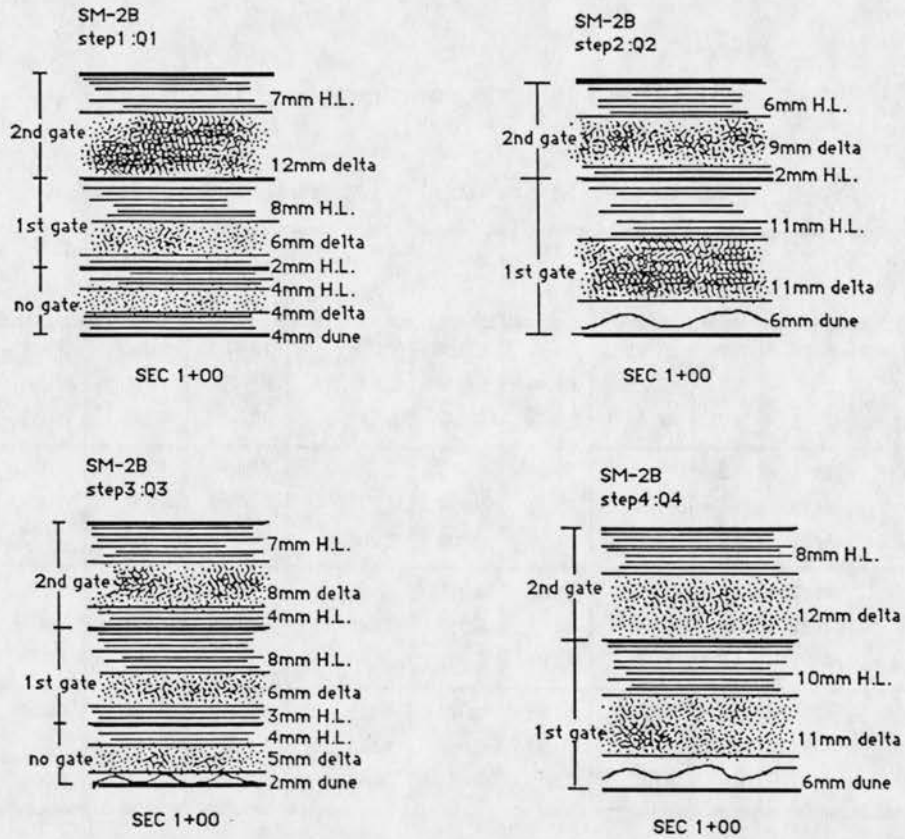 SM-2B
step1:Q1
2nd gate
7mm H.L.
12mm delta
1st gate
8mm H.L.
6mm delta
2mm H.L.
no gate
4mm H.L.
4mm delta
4mm dune
SEC 1+00
SM-2B
step2:Q2
2nd gate
6mm H.L.
9mm delta
2mm H.L.
1st gate
11mm H.L.
11mm delta
6mm dune
SEC 1+00
SM-2B
step3:Q3
2nd gate
7mm H.L.
8mm delta
4mm H.L.
1st gate
8mm H.L.
6mm delta
3mm H.L.
no gate
4mm H.L.
5mm delta
2mm dune
SEC 1+00
SM-2B
step4:Q4
2nd gate
8mm H.L.
12mm delta
1st gate
10mm H.L.
11mm delta
6mm dune
SEC 1+00